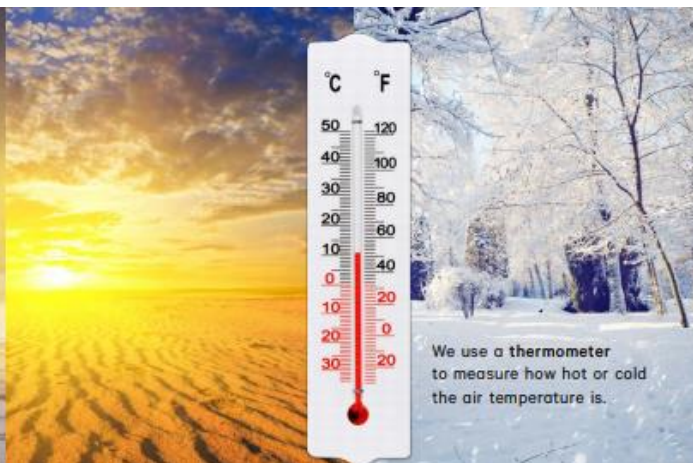 °C °F
50 120
40 100
30 80
20 60
10 40
0 20
10 0
20 20
30
We use a thermometer
to measure how hot or cold
the air temperature is.